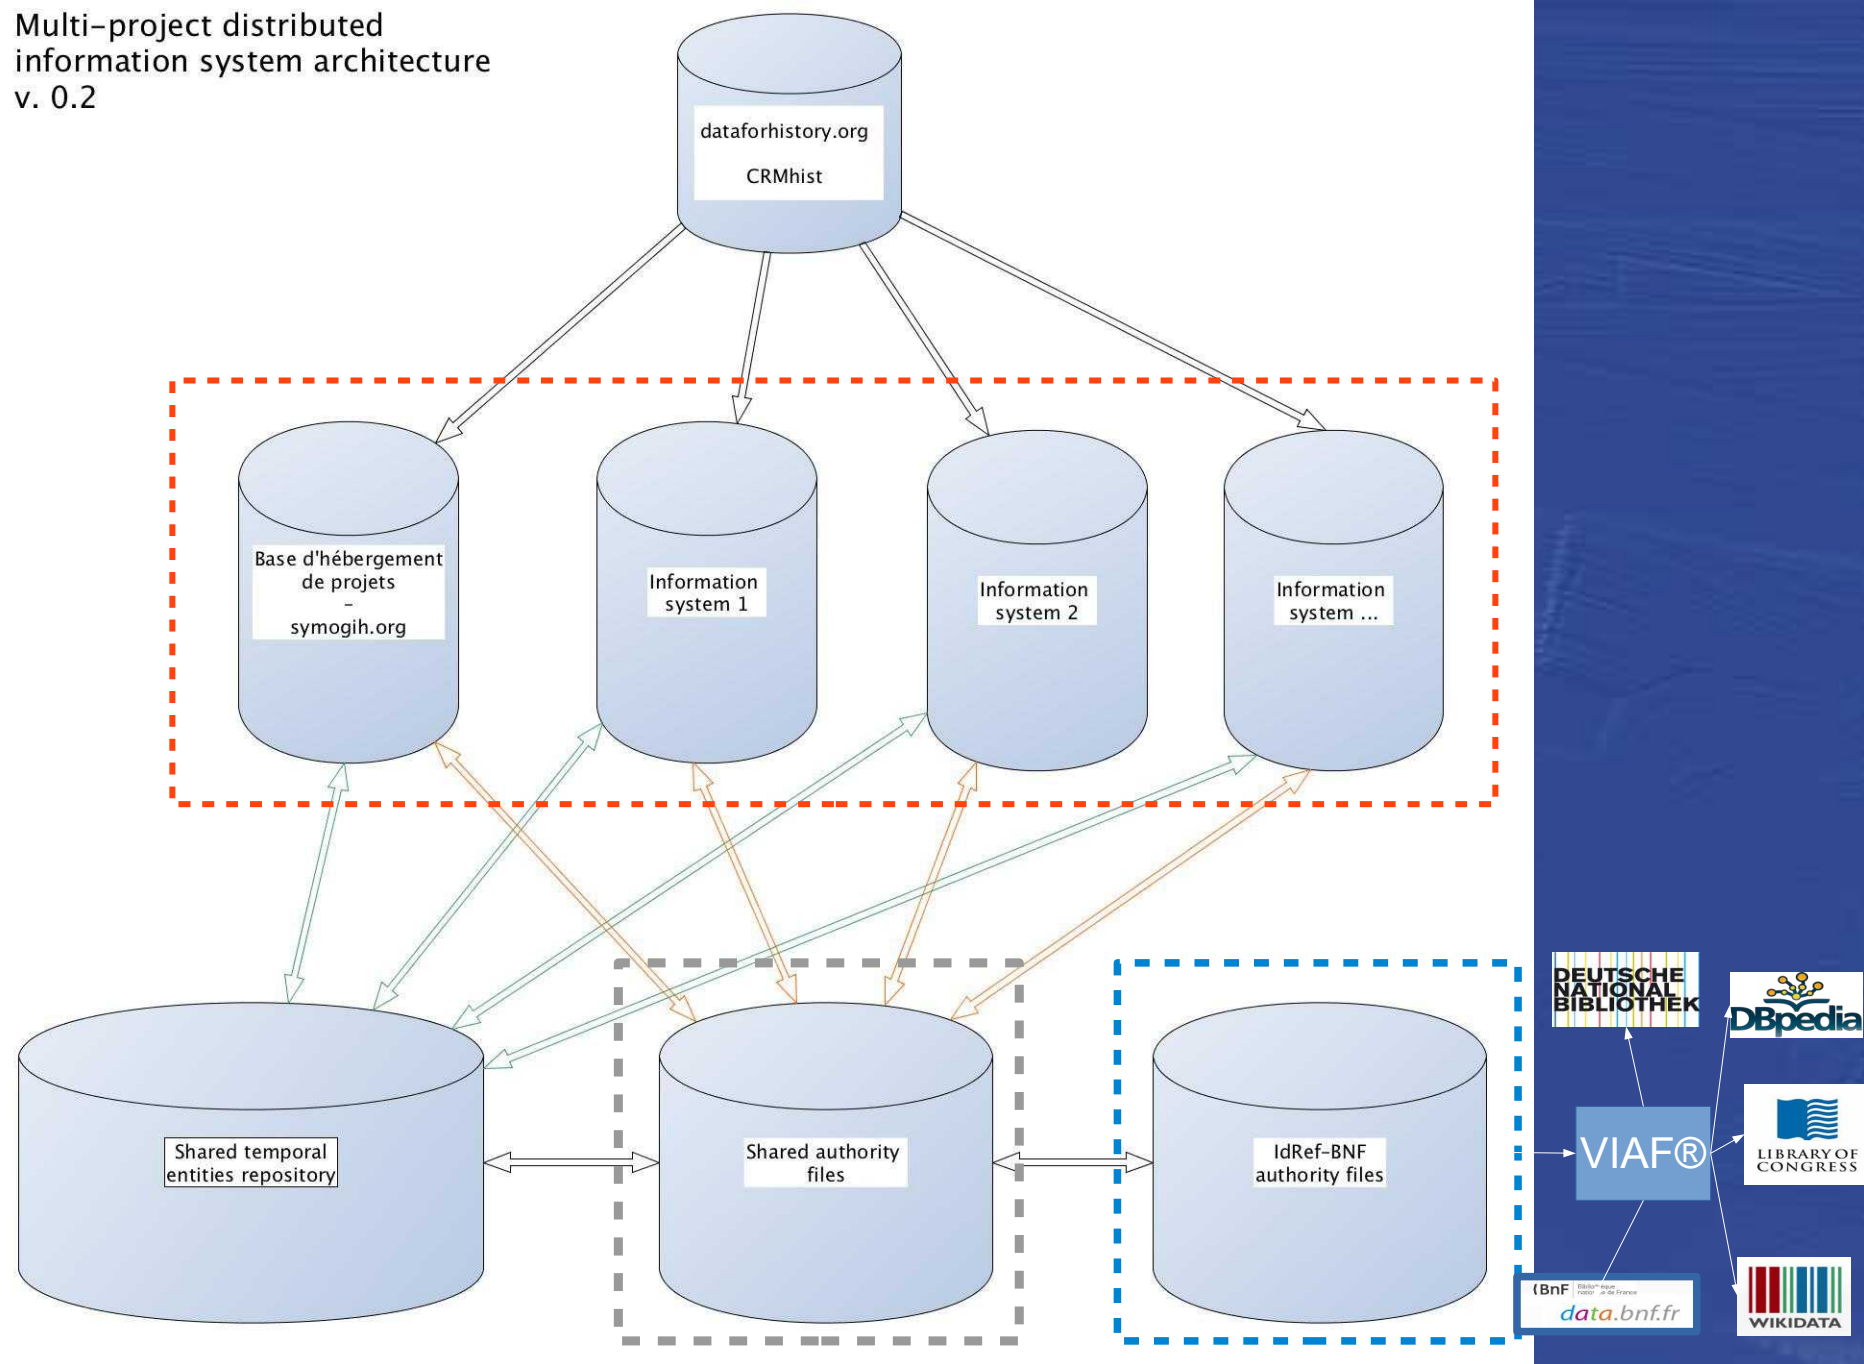 Multi-project distributed
information system architecture
v. 0.2
dataforhistory.org
CRMhist
Base d'hébergement
de projets
-
symogih.org
Information
system 1
Information
system 2
Information
system ...
Shared temporal
entities repository
Shared authority
files
IdRef-BNF
authority files
DEUTSCHE
NATIONAL
BIBLIOTHEK
DBpedia
VIAF®
LIBRARY OF
CONGRESS
(BnF
de France
data.bnf.fr
WIKIDATA